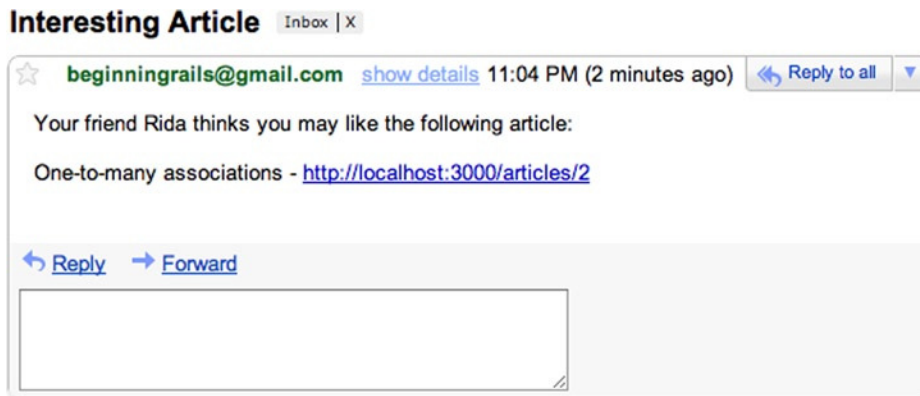 Interesting Article Inbox | X
beginningrails@gmail.com show details 11:04 PM (2 minutes ago) Reply to all
Your friend Rida thinks you may like the following article:
One-to-many associations - http://localhost:3000/articles/2
Reply Forward